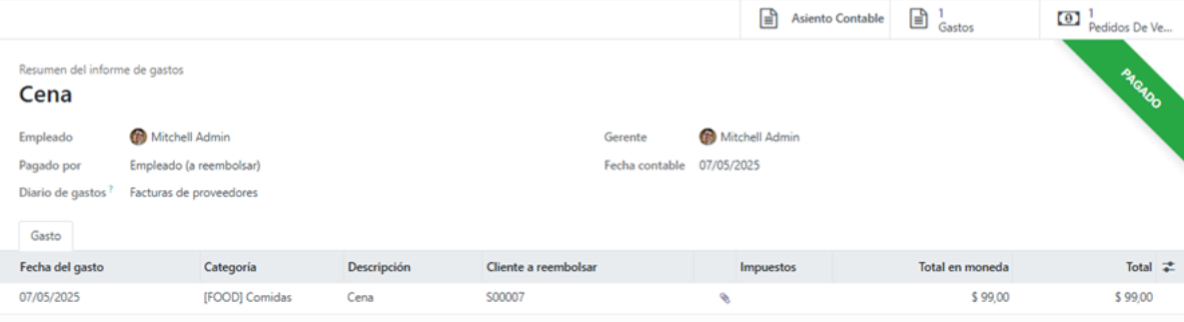 Asiento Contable
1
Gastos
1
Pedidos De Ve...
PAGADO
Resumen del informe de gastos
Cena
Empleado Mitchell Admin
Gerente Mitchell Admin
Pagado por Empleado (a reembolsar)
Fecha contable 07/05/2025
Diario de gastos ? Facturas de proveedores
Gasto
Fecha del gasto Categoría Descripción Cliente a reembolsar Impuestos Total en moneda Total
07/05/2025 [FOOD] Comidas Cena S00007 $ 99,00 $ 99,00